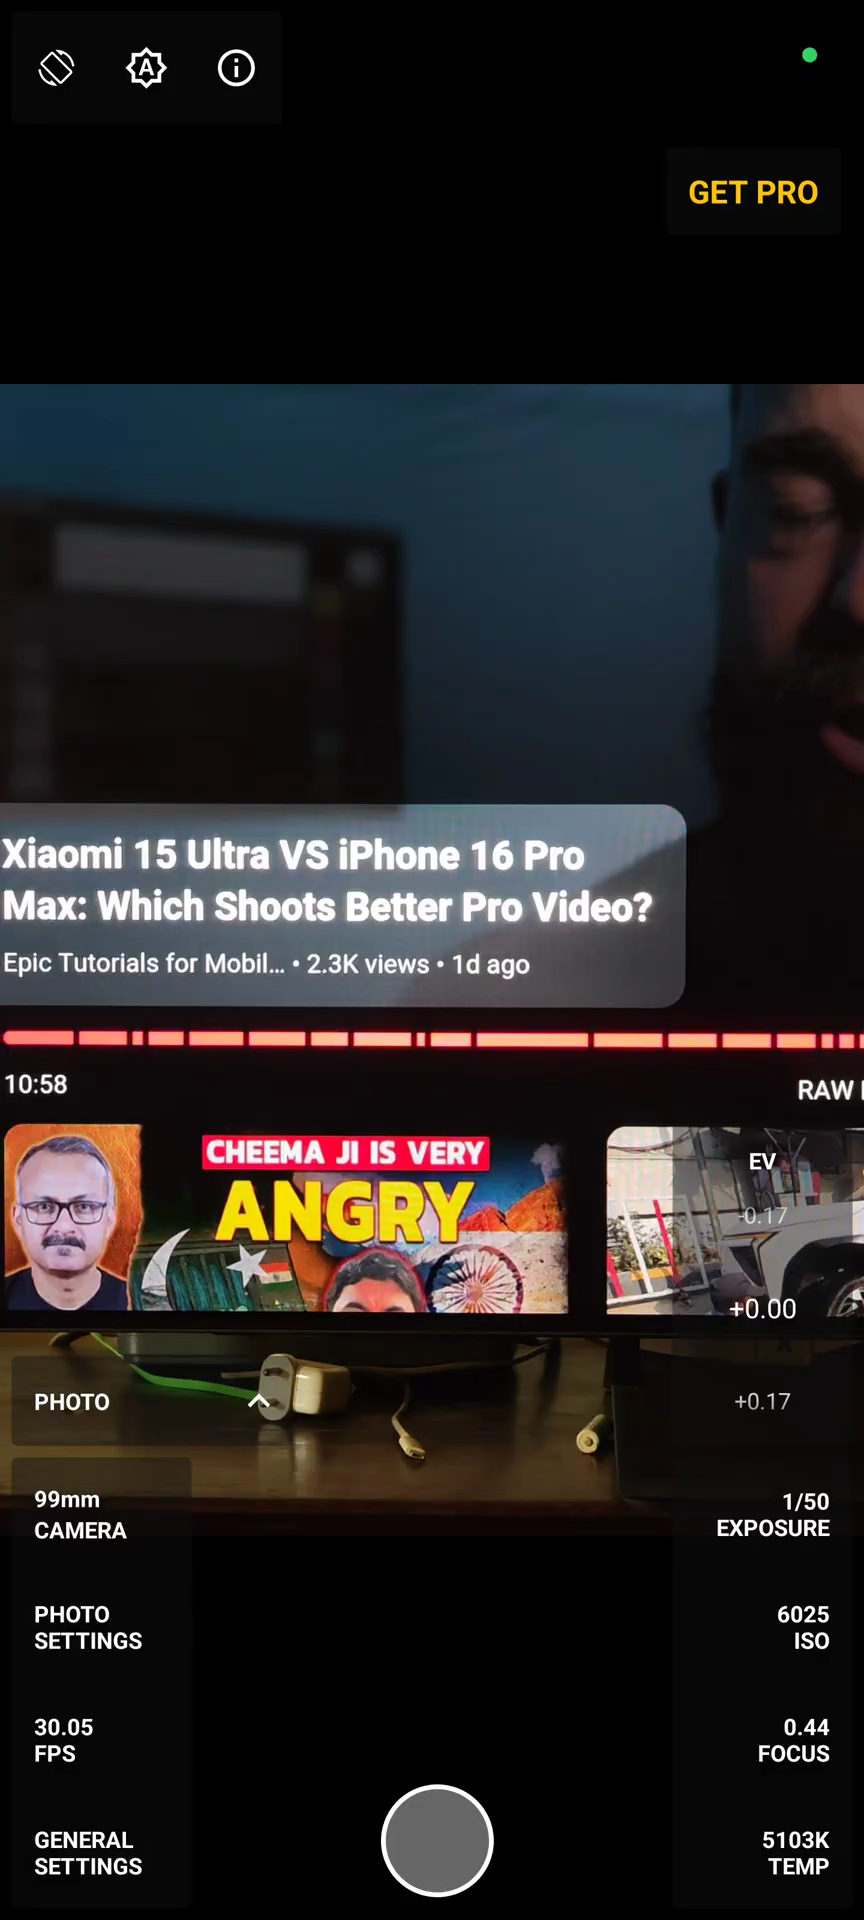 A
GET PRO
Xiaomi 15 Ultra VS iPhone 16 Pro
Max: Which Shoots Better Pro Video?
Epic Tutorials for Mobil... • 2.3K views • 1d ago
10:58
RAW
CHEEMA JI IS VERY
ANGRY
EV
-0.17
+0.00
+0.17
PHOTO
99mm
CAMERA
1/50
EXPOSURE
PHOTO
SETTINGS
6025
ISO
30.05
FPS
0.44
FOCUS
GENERAL
SETTINGS
5103K
TEMP